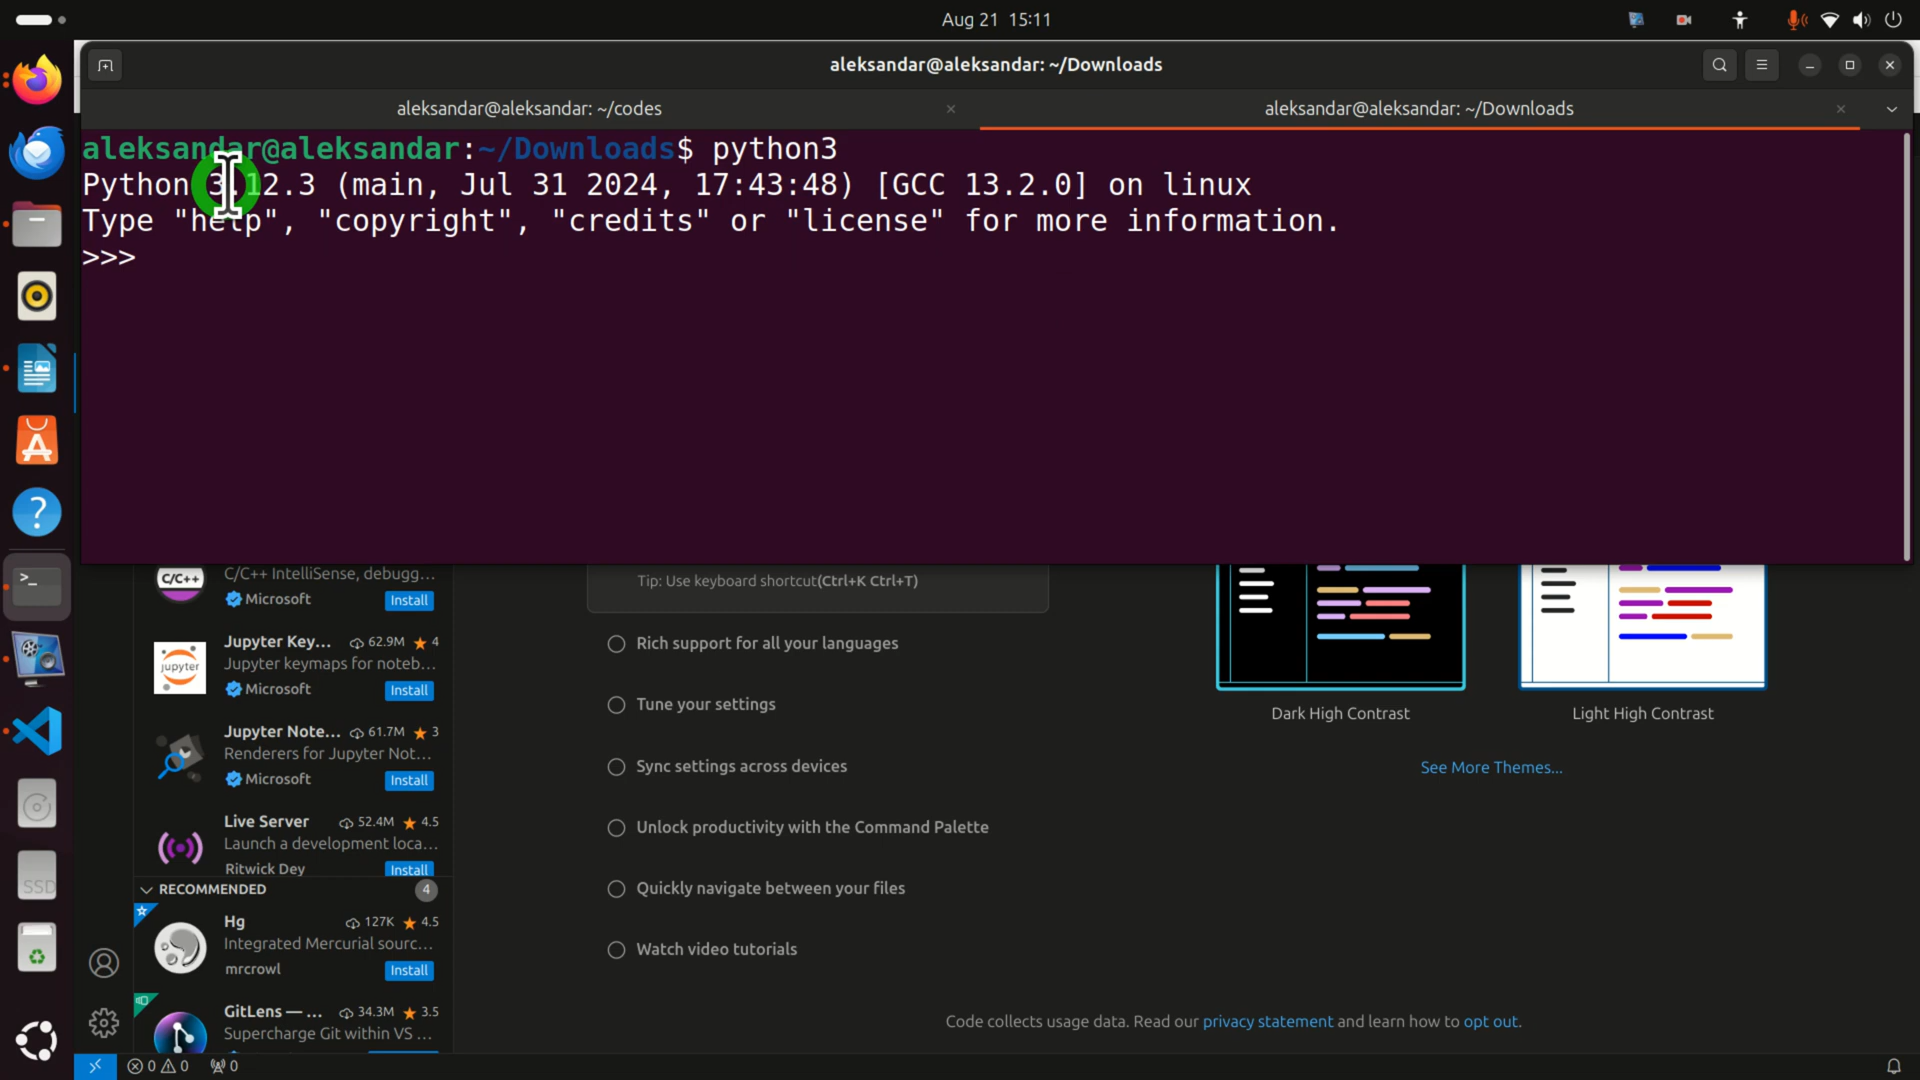 Aug 21 15:11
aleksandar@aleksandar: ~/Downloads
aleksandar@aleksandar: ~/codes
aleksandar@aleksandar: ~/Downloads
aleksandar@aleksandar:~/Downloads$ python3
Python 3.12.3 (main, Jul 31 2024, 17:43:48) [GCC 13.2.0] on linux
Type "help", "copyright", "credits" or "license" for more information.
>>>
C/C++
C/C++ IntelliSense, debugg...
Microsoft
Install
Jupyter Key... 62.9M ★ 4
jupyter
Jupyter keymaps for noteb...
Microsoft
Install
Jupyter Note... 61.7M ★ 3
Renderers for Jupyter Not...
Microsoft
Install
Live Server 52.4M ★ 4.5
Launch a development loca...
Ritwick Dey
Install
RECOMMENDED 4
Hg 127K ★ 4.5
Integrated Mercurial sourc...
mrcrowl
Install
GitLens — ... 34.3M ★ 3.5
Supercharge Git within VS ...
Tip: Use keyboard shortcut(Ctrl+K Ctrl+T)
Rich support for all your languages
Tune your settings
Sync settings across devices
Unlock productivity with the Command Palette
Quickly navigate between your files
Watch video tutorials
Dark High Contrast
Light High Contrast
See More Themes...
Code collects usage data. Read our privacy statement and learn how to opt out.
SSD
0 0 0